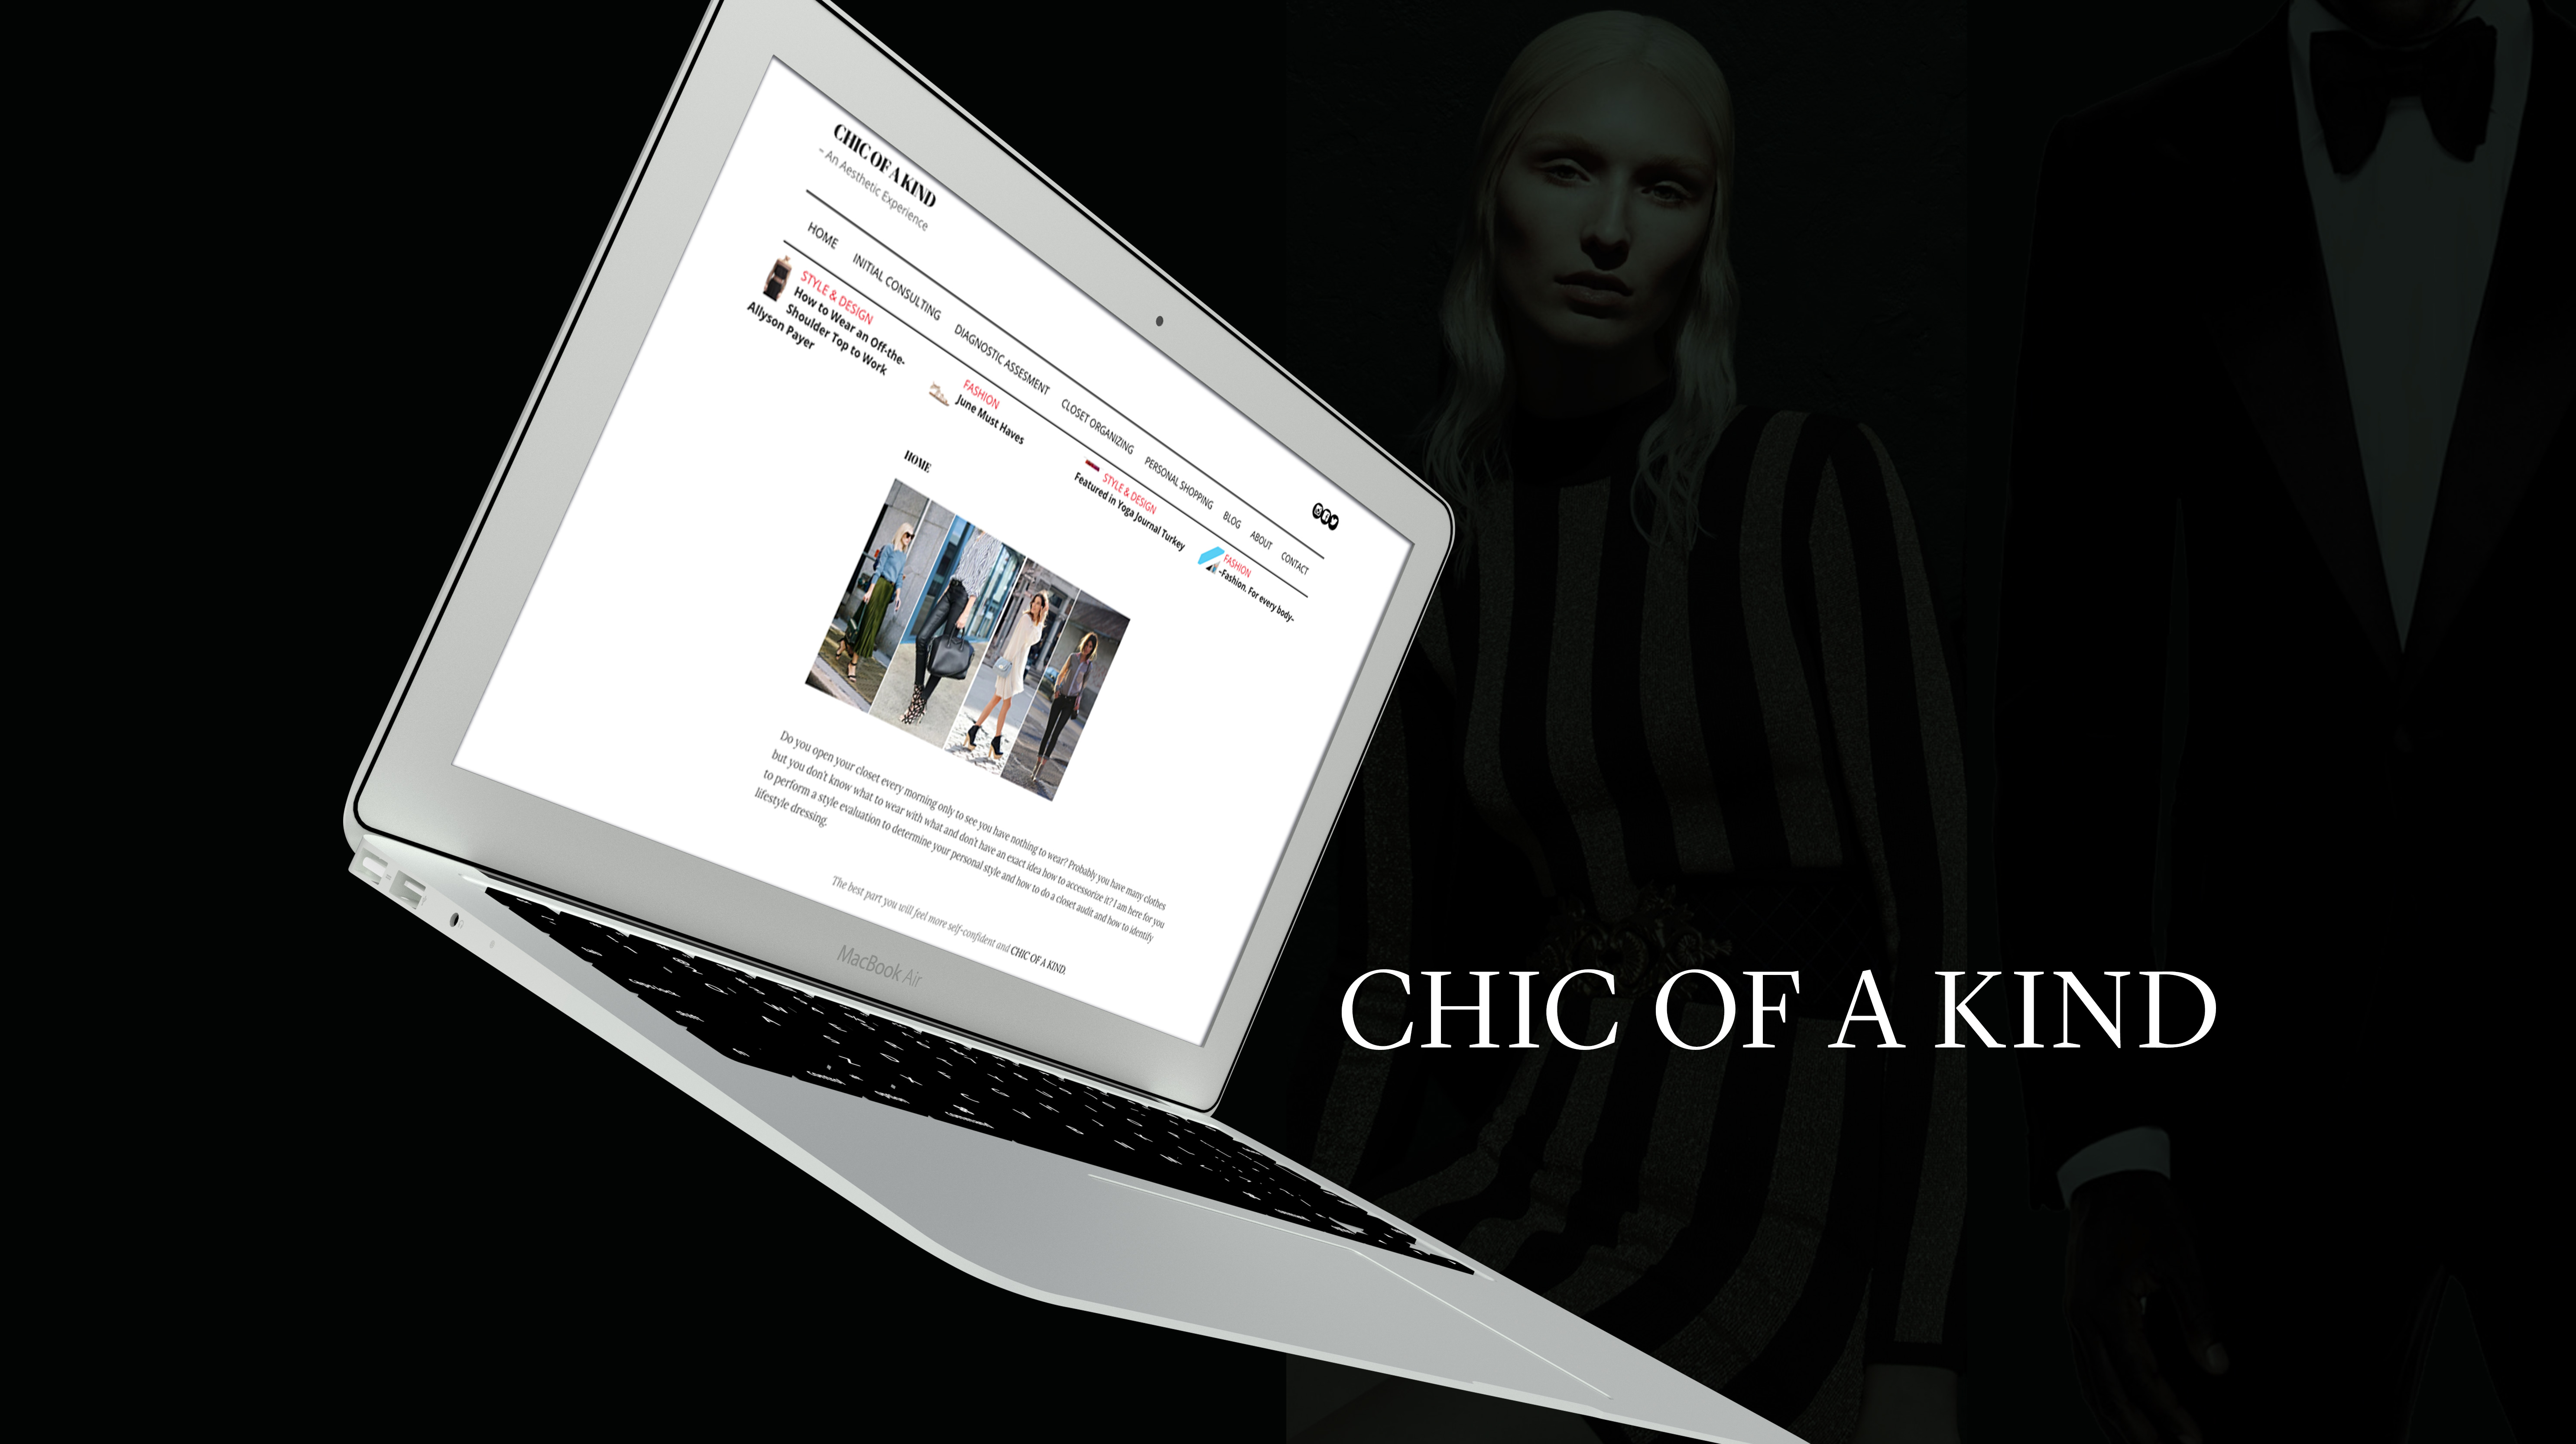 CHIC OF A KIND
– An Aesthetic Experience
HOME
INITIAL CONSULTING
DIAGNOSTIC ASSESMENT
CLOSET ORGANIZING
PERSONAL SHOPPING
BLOG
ABOUT
CONTACT
STYLE & DESIGN
How to Wear an Off-the-
Shoulder Top to Work
Allyson Payer
FASHION
June Must Haves
STYLE & DESIGN
Featured in Yoga Journal Turkey
FASHION
~Fashion. For every body~
HOME
Do you open your closet every morning only to see you have nothing to wear? Probably you have many clothes
but you don't know what to wear with what and don't have an exact idea how to accessorize it? I am here for you
to perform a style evaluation to determine your personal style and how to do a closet audit and how to identify
lifestyle dressing.
The best part you will feel more self-confident and CHIC OF A KIND.
MacBook Air
CHIC OF A KIND